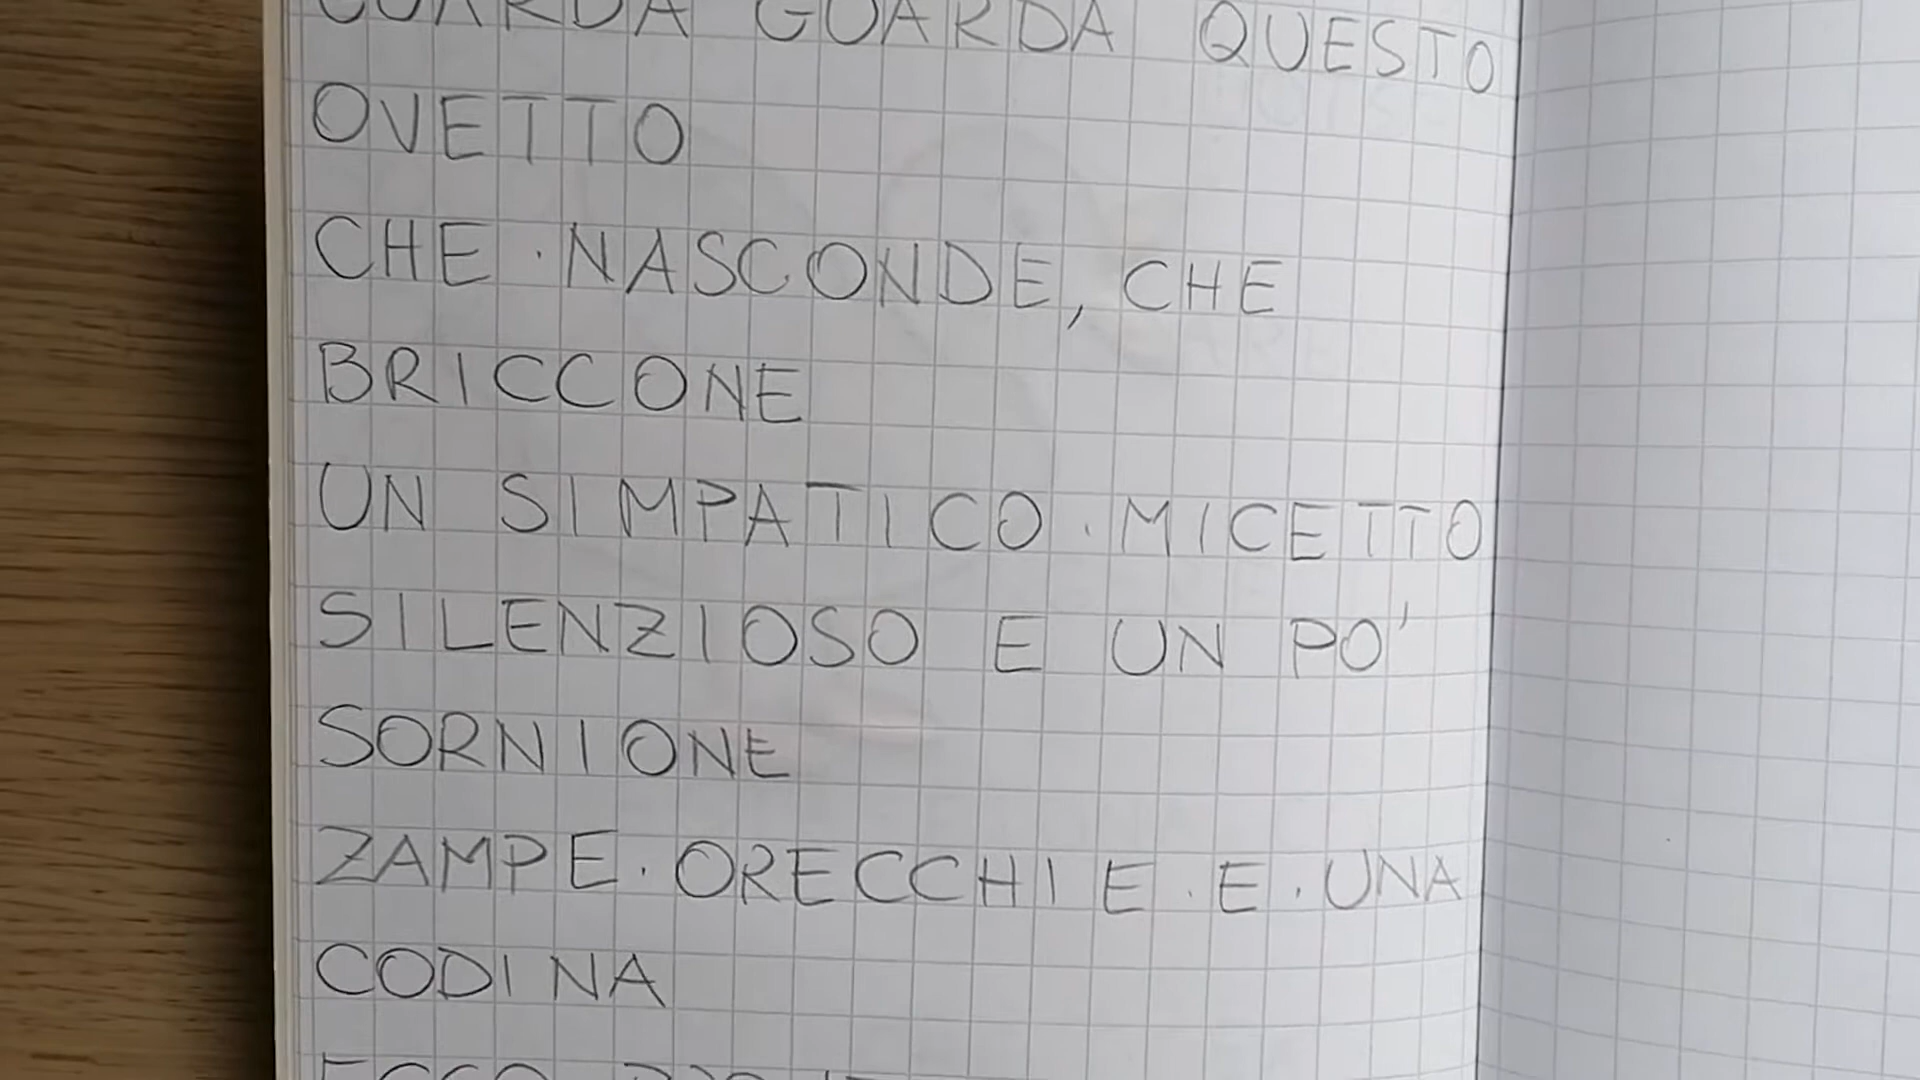 GUARDA GUARDA QUESTO
OVETTO
CHE · NASCONDE, CHE
BRICCONE
UN SIMPATICO · MICETTO
SILENZIOSO E UN PO'
SORNIONE
ZAMPE · ORECCHIE · E · UNA
CODINA
ECCO